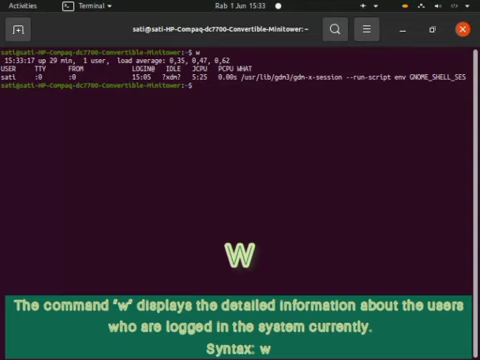 Activities Terminal Rab 1 Jun 15:33
sati@sati-HP-Compaq-dc7700-Convertible-Minitower: ~
sati@sati-HP-Compaq-dc7700-Convertible-Minitower:~$ w
15:33:17 up 29 min, 1 user, load average: 0,35, 0,47, 0,62
USER TTY FROM LOGIN@ IDLE JCPU PCPU WHAT
sati :0 :0 15:05 ?xdm? 5:25 0.00s /usr/lib/gdm3/gdm-x-session --run-script env GNOME_SHELL_SES
sati@sati-HP-Compaq-dc7700-Convertible-Minitower:~$
W
The command "w" displays the detailed information about the users
who are logged in the system currently.
Syntax: w